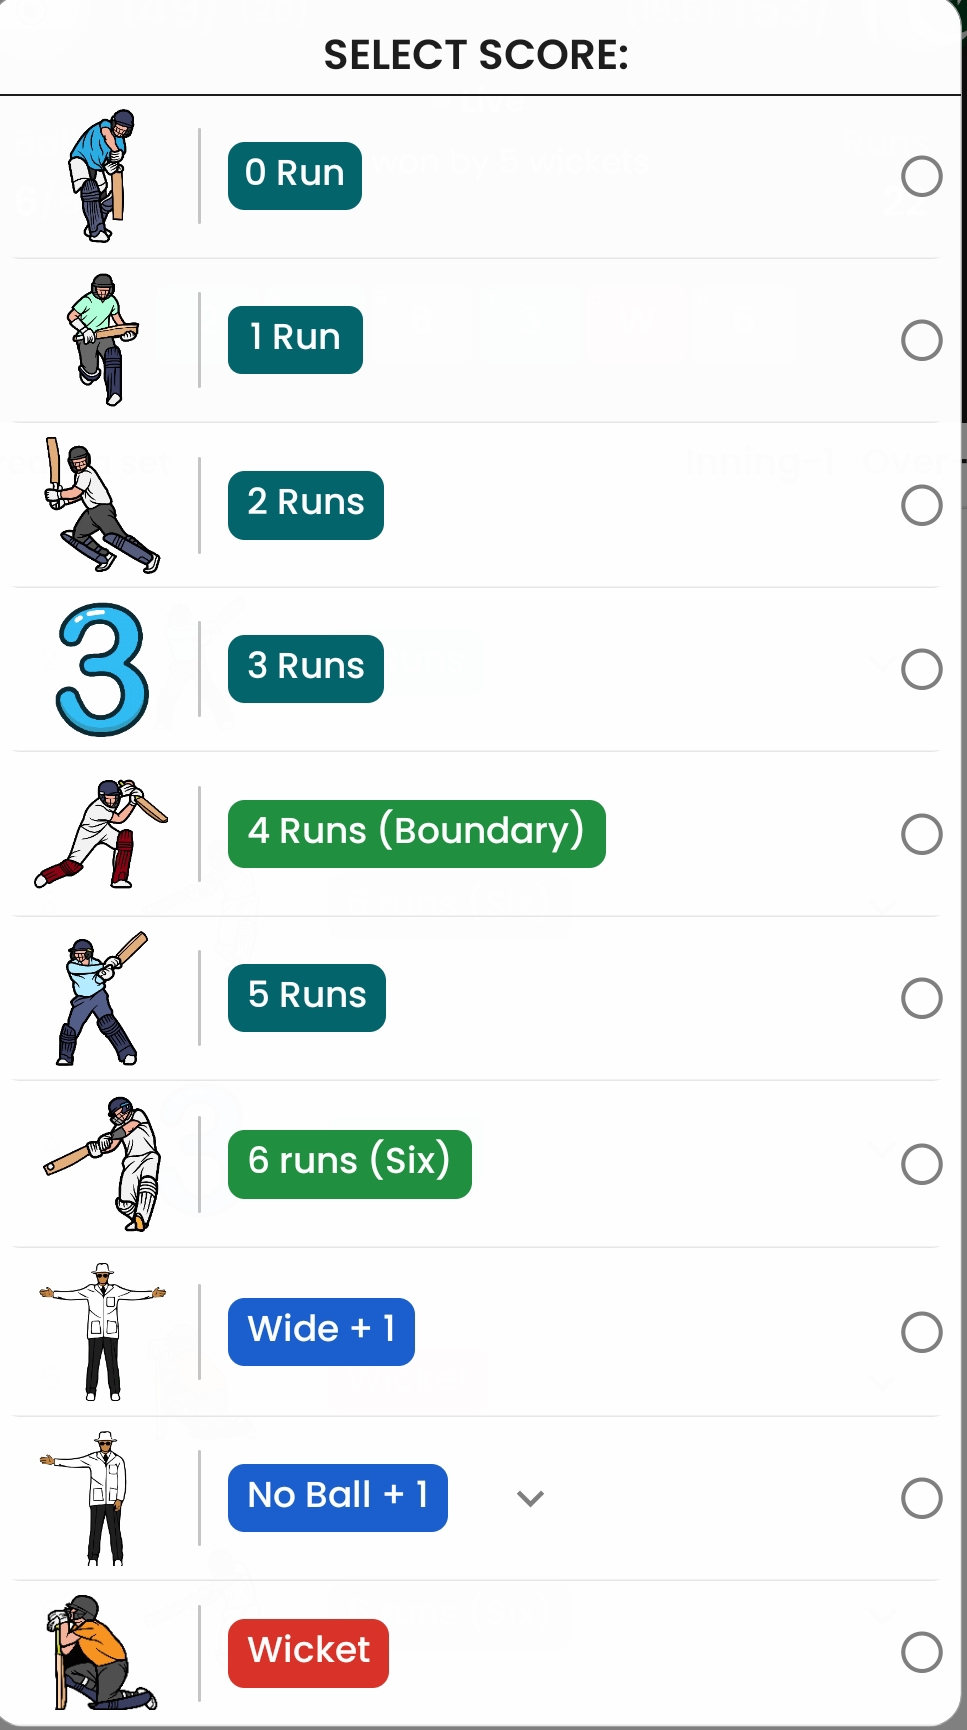 SELECT SCORE:
0 Run
1 Run
2 Runs
3
3 Runs
4 Runs (Boundary)
5 Runs
6 runs (Six)
Wide + 1
No Ball + 1
Wicket